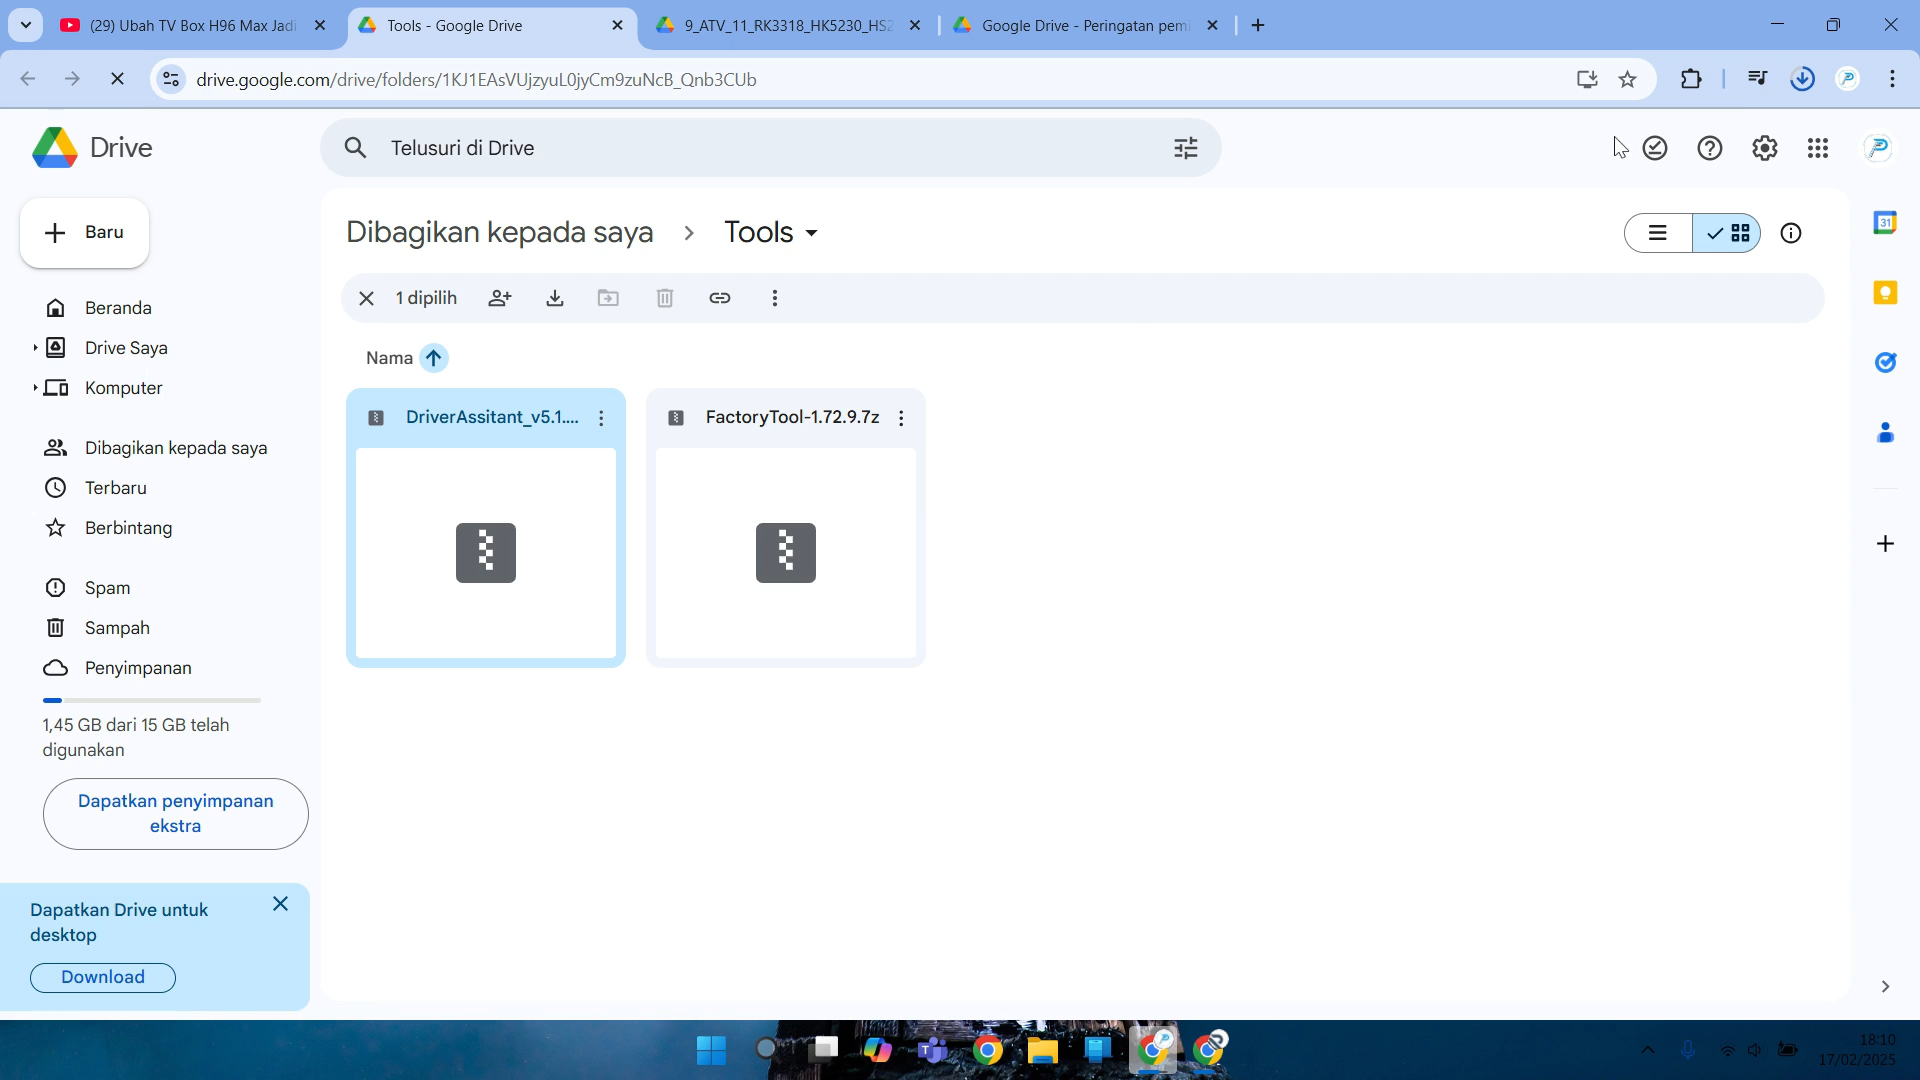 (29) Ubah TV Box H96 Max Jadi
Tools - Google Drive
9_ATV_11_RK3318_HK5230_HS2
Google Drive - Peringatan pemi
drive.google.com/drive/folders/1KJ1EAsVUjzyuL0jyCm9zuNcB_Qnb3CUb
Drive
Telusuri di Drive
Baru
Dibagikan kepada saya
Tools
1 dipilih
Nama
DriverAssitant_v5.1....
FactoryTool-1.72.9.7z
Beranda
Drive Saya
Komputer
Dibagikan kepada saya
Terbaru
Berbintang
Spam
Sampah
Penyimpanan
1,45 GB dari 15 GB telah
digunakan
Dapatkan penyimpanan
ekstra
Dapatkan Drive untuk
desktop
Download
31
18:10
17/02/2025